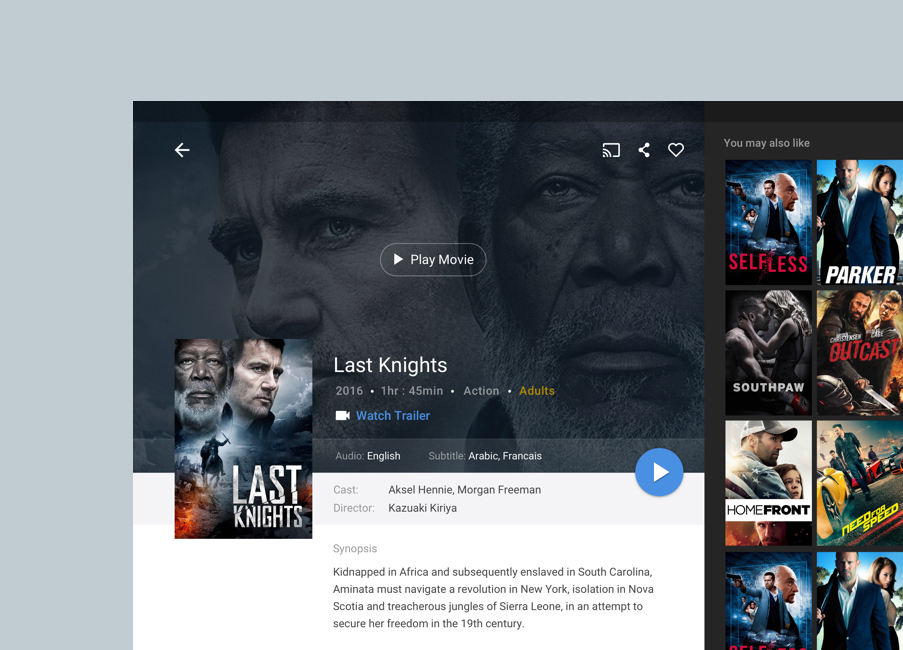 You may also like
Play Movie
SELFLESS
PARKER
Last Knights
2016 • 1hr : 45min • Action • Adults
Watch Trailer
Audio: English Subtitle: Arabic, Francais
LAST
KNIGHTS
Cast: Aksel Hennie, Morgan Freeman
Director: Kazuaki Kiriya
Synopsis
Kidnapped in Africa and subsequently enslaved in South Carolina,
Aminata must navigate a revolution in New York, isolation in Nova
Scotia and treacherous jungles of Sierra Leone, in an attempt to
secure her freedom in the 19th century.
SOUTHPAW
CHRISTENSEN CAGE
OUTCAST
HOMEFRONT
NEED FOR
SPEED
SELFLESS